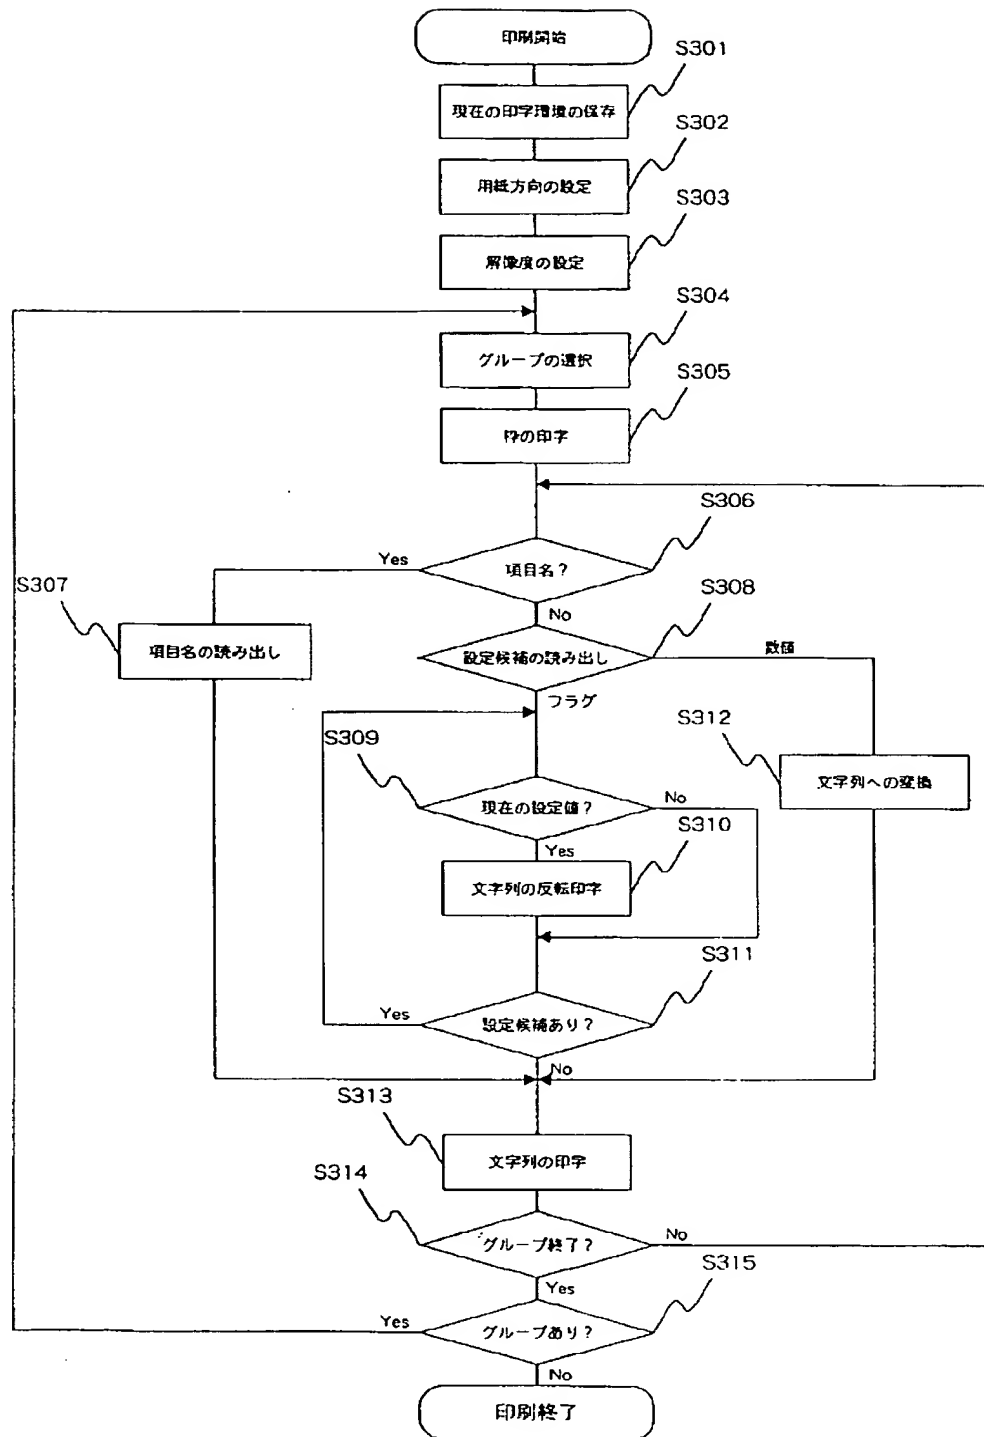 印刷開始
S301
現在の印字環境の保存
S302
用紙方向の設定
S303
解像度の設定
S304
グループの選択
S305
枠の印字
S306
項目名?
Yes
No
S307
項目名の読み出し
S308
設定候補の読み出し
数値
フラグ
S309
現在の設定値?
No
Yes
S310
文字列の反転印字
S312
文字列への変換
S311
設定候補あり?
Yes
No
S313
文字列の印字
S314
グループ終了?
No
Yes
S315
グループあり?
Yes
No
印刷終了